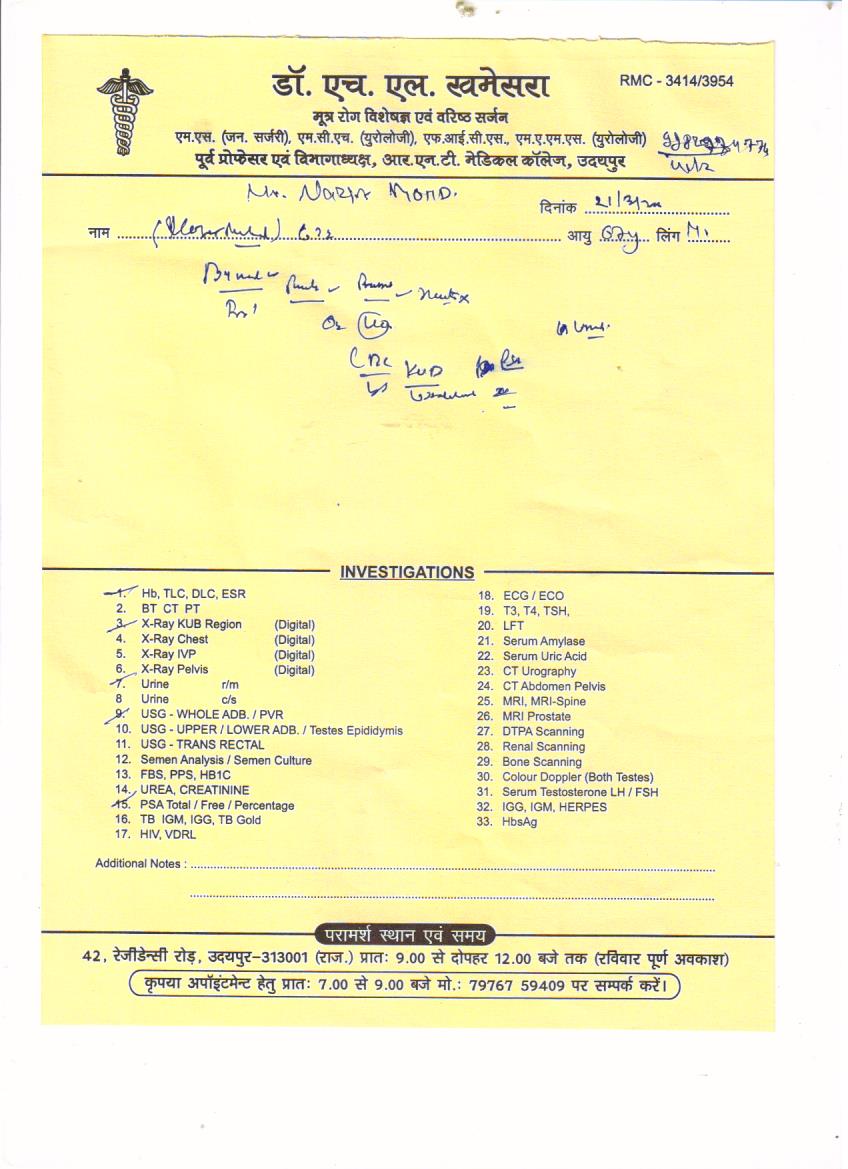 डॉ. एच. एल. खमेसरा
RMC - 3414/3954
मूत्र रोग विशेषज्ञ एवं वरिष्ठ सर्जन
एम.एस. (जन. सर्जरी), एम.सी.एच. (युरोलोजी), एफ.आई.सी.एस., एम.ए.एम.एस. (युरोलोजी)
पूर्व प्रोफेसर एवं विभागाध्यक्ष, आर.एन.टी. मेडिकल कॉलेज, उदयपुर
Mr. Nazir Mohd.
दिनांक 21/3/20
नाम
आयु लिंग M.
CBC KUB
INVESTIGATIONS
1. Hb, TLC, DLC, ESR
2. BT CT PT
3. X-Ray KUB Region (Digital)
4. X-Ray Chest (Digital)
5. X-Ray IVP (Digital)
6. X-Ray Pelvis (Digital)
7. Urine r/m
8 Urine c/s
9. USG - WHOLE ADB. / PVR
10. USG - UPPER / LOWER ADB. / Testes Epididymis
11. USG - TRANS RECTAL
12. Semen Analysis / Semen Culture
13. FBS, PPS, HB1C
14. UREA, CREATININE
15. PSA Total / Free / Percentage
16. TB IGM, IGG, TB Gold
17. HIV, VDRL
18. ECG / ECO
19. T3, T4, TSH,
20. LFT
21. Serum Amylase
22. Serum Uric Acid
23. CT Urography
24. CT Abdomen Pelvis
25. MRI, MRI-Spine
26. MRI Prostate
27. DTPA Scanning
28. Renal Scanning
29. Bone Scanning
30. Colour Doppler (Both Testes)
31. Serum Testosterone LH / FSH
32. IGG, IGM, HERPES
33. HbsAg
Additional Notes :
परामर्श स्थान एवं समय
42, रेजीडेन्सी रोड़, उदयपुर-313001 (राज.) प्रातः 9.00 से दोपहर 12.00 बजे तक (रविवार पूर्ण अवकाश)
कृपया अपॉइंटमेन्ट हेतु प्रातः 7.00 से 9.00 बजे मो.: 79767 59409 पर सम्पर्क करें।